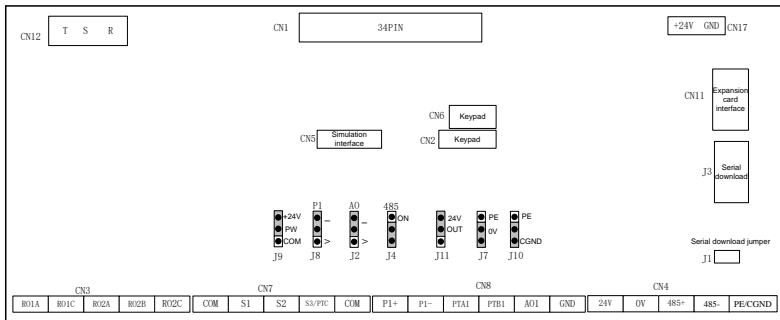 T S R
CN12
CN1
34PIN
+24V GND
CN17
CN11
Expansion
card
interface
CN6
Keypad
CN5
Simulation
interface
CN2
Keypad
J3
Serial
download
P1
AO
485
+24V
PW
COM
I
V
I
V
ON
24V
OUT
PE
0V
PE
CGND
J9
J8
J2
J4
J11
J7
J10
Serial download jumper
J1
CN3
CN7
CN8
CN4
RO1A RO1C RO2A RO2B RO2C COM S1 S2 S3/PTC COM P1+ P1- PTA1 PTB1 AO1 GND 24V 0V 485+ 485- PE/CGND